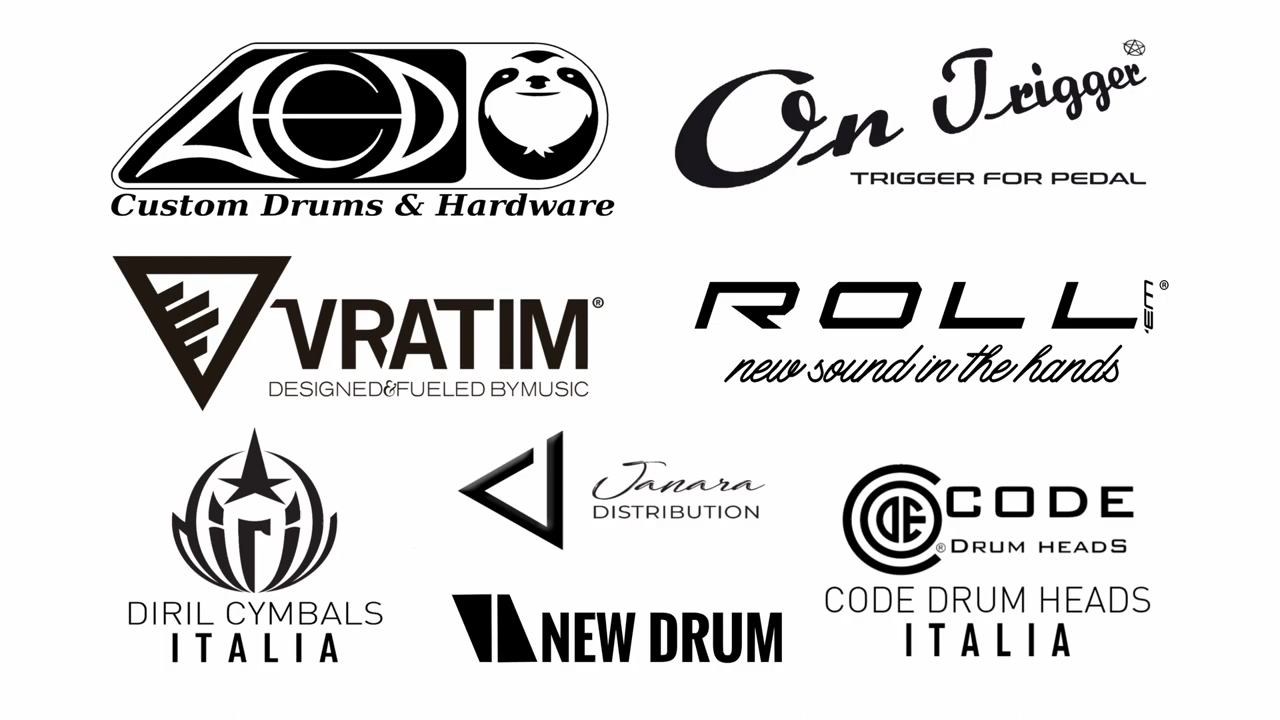 Custom Drums & Hardware
On Trigger
TRIGGER FOR PEDAL
VRATIM®
DESIGNED&FUELED BYMUSIC
ROLL 'EM®
new sound in the hands
DIRIL CYMBALS
ITALIA
Janara
DISTRIBUTION
NEW DRUM
CODE
® DRUM HEADS
CODE DRUM HEADS
ITALIA